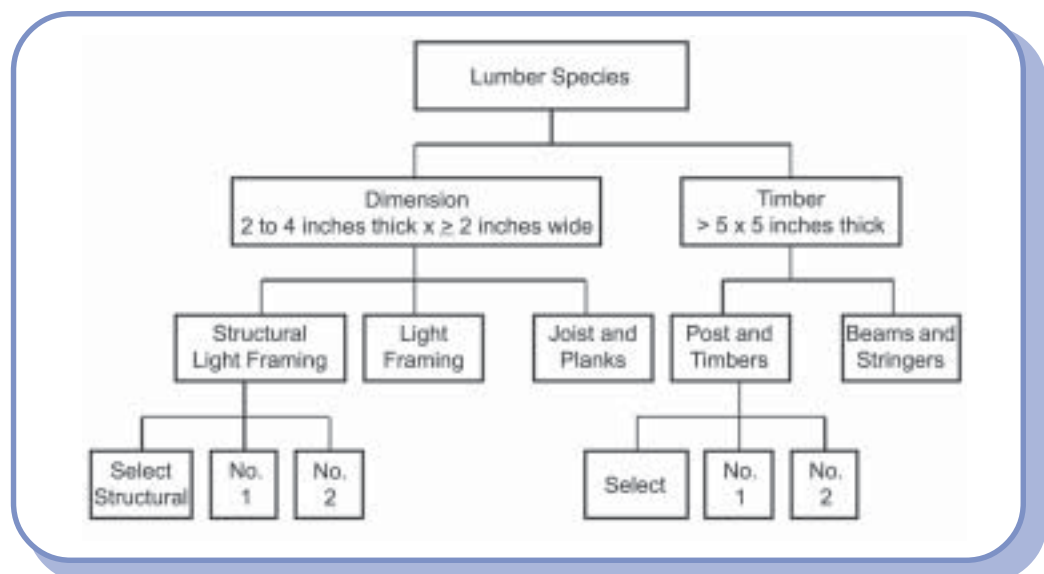 Lumber Species
Dimension
2 to 4 inches thick x ≥ 2 inches wide
Timber
> 5 x 5 inches thick
Structural
Light Framing
Light
Framing
Joist and
Planks
Post and
Timbers
Beams and
Stringers
Select
Structural
No.
1
No.
2
Select
No.
1
No.
2